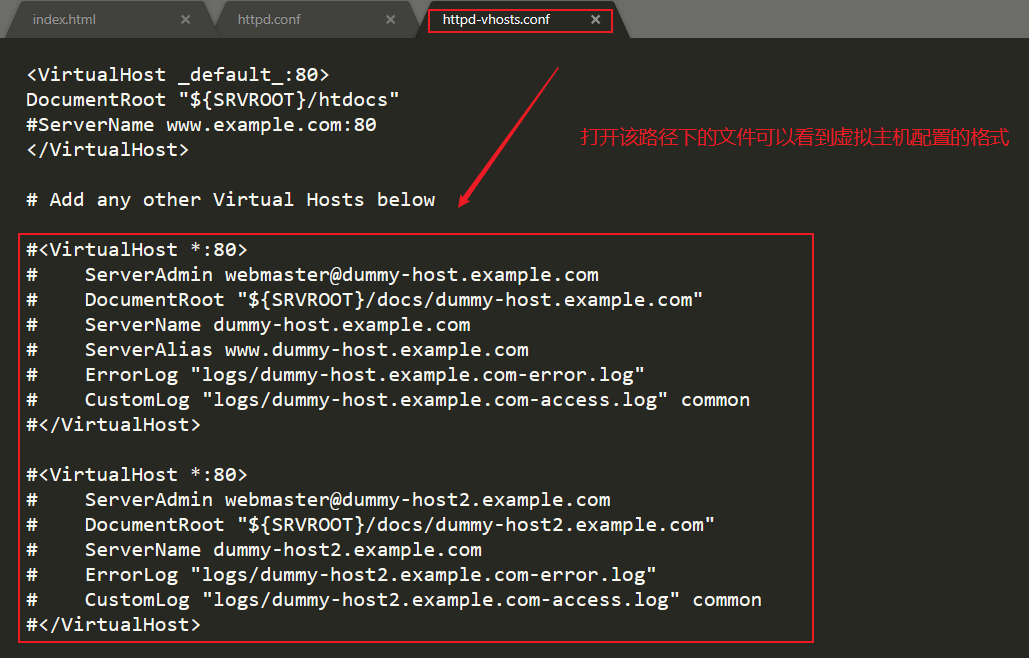 index.html × httpd.conf × httpd-vhosts.conf ×
<VirtualHost _default_:80>
DocumentRoot "${SRVROOT}/htdocs"
#ServerName www.example.com:80
打开该路径下的文件可以看到虚拟主机配置的格式
</VirtualHost>
# Add any other Virtual Hosts below
#<VirtualHost *:80>
#    ServerAdmin webmaster@dummy-host.example.com
#    DocumentRoot "${SRVROOT}/docs/dummy-host.example.com"
#    ServerName dummy-host.example.com
#    ServerAlias www.dummy-host.example.com
#    ErrorLog "logs/dummy-host.example.com-error.log"
#    CustomLog "logs/dummy-host.example.com-access.log" common
#</VirtualHost>
#<VirtualHost *:80>
#    ServerAdmin webmaster@dummy-host2.example.com
#    DocumentRoot "${SRVROOT}/docs/dummy-host2.example.com"
#    ServerName dummy-host2.example.com
#    ErrorLog "logs/dummy-host2.example.com-error.log"
#    CustomLog "logs/dummy-host2.example.com-access.log" common
#</VirtualHost>